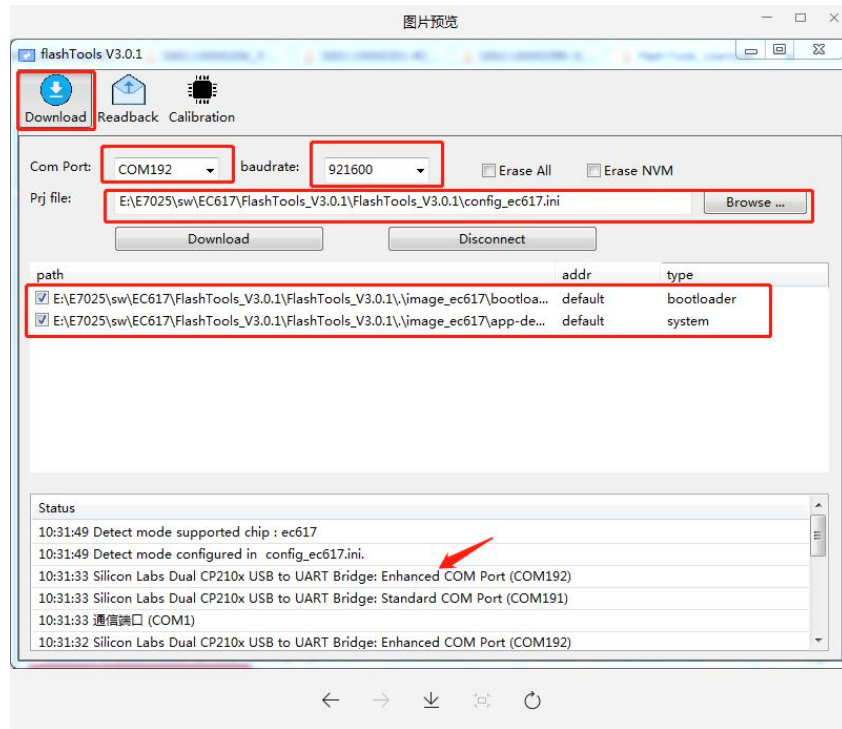 图片预览
flashTools V3.0.1
Download Readback Calibration
Com Port: COM192 baudrate: 921600 Erase All Erase NVM
Prj file: E:\E7025\sw\EC617\FlashTools_V3.0.1\FlashTools_V3.0.1\config_ec617.ini Browse ...
Download Disconnect
path addr type
E:\E7025\sw\EC617\FlashTools_V3.0.1\FlashTools_V3.0.1\.\image_ec617\bootloa... default bootloader
E:\E7025\sw\EC617\FlashTools_V3.0.1\FlashTools_V3.0.1\.\image_ec617\app-de... default system
Status
10:31:49 Detect mode supported chip : ec617
10:31:49 Detect mode configured in config_ec617.ini.
10:31:33 Silicon Labs Dual CP210x USB to UART Bridge: Enhanced COM Port (COM192)
10:31:33 Silicon Labs Dual CP210x USB to UART Bridge: Standard COM Port (COM191)
10:31:33 通信端口 (COM1)
10:31:32 Silicon Labs Dual CP210x USB to UART Bridge: Enhanced COM Port (COM192)